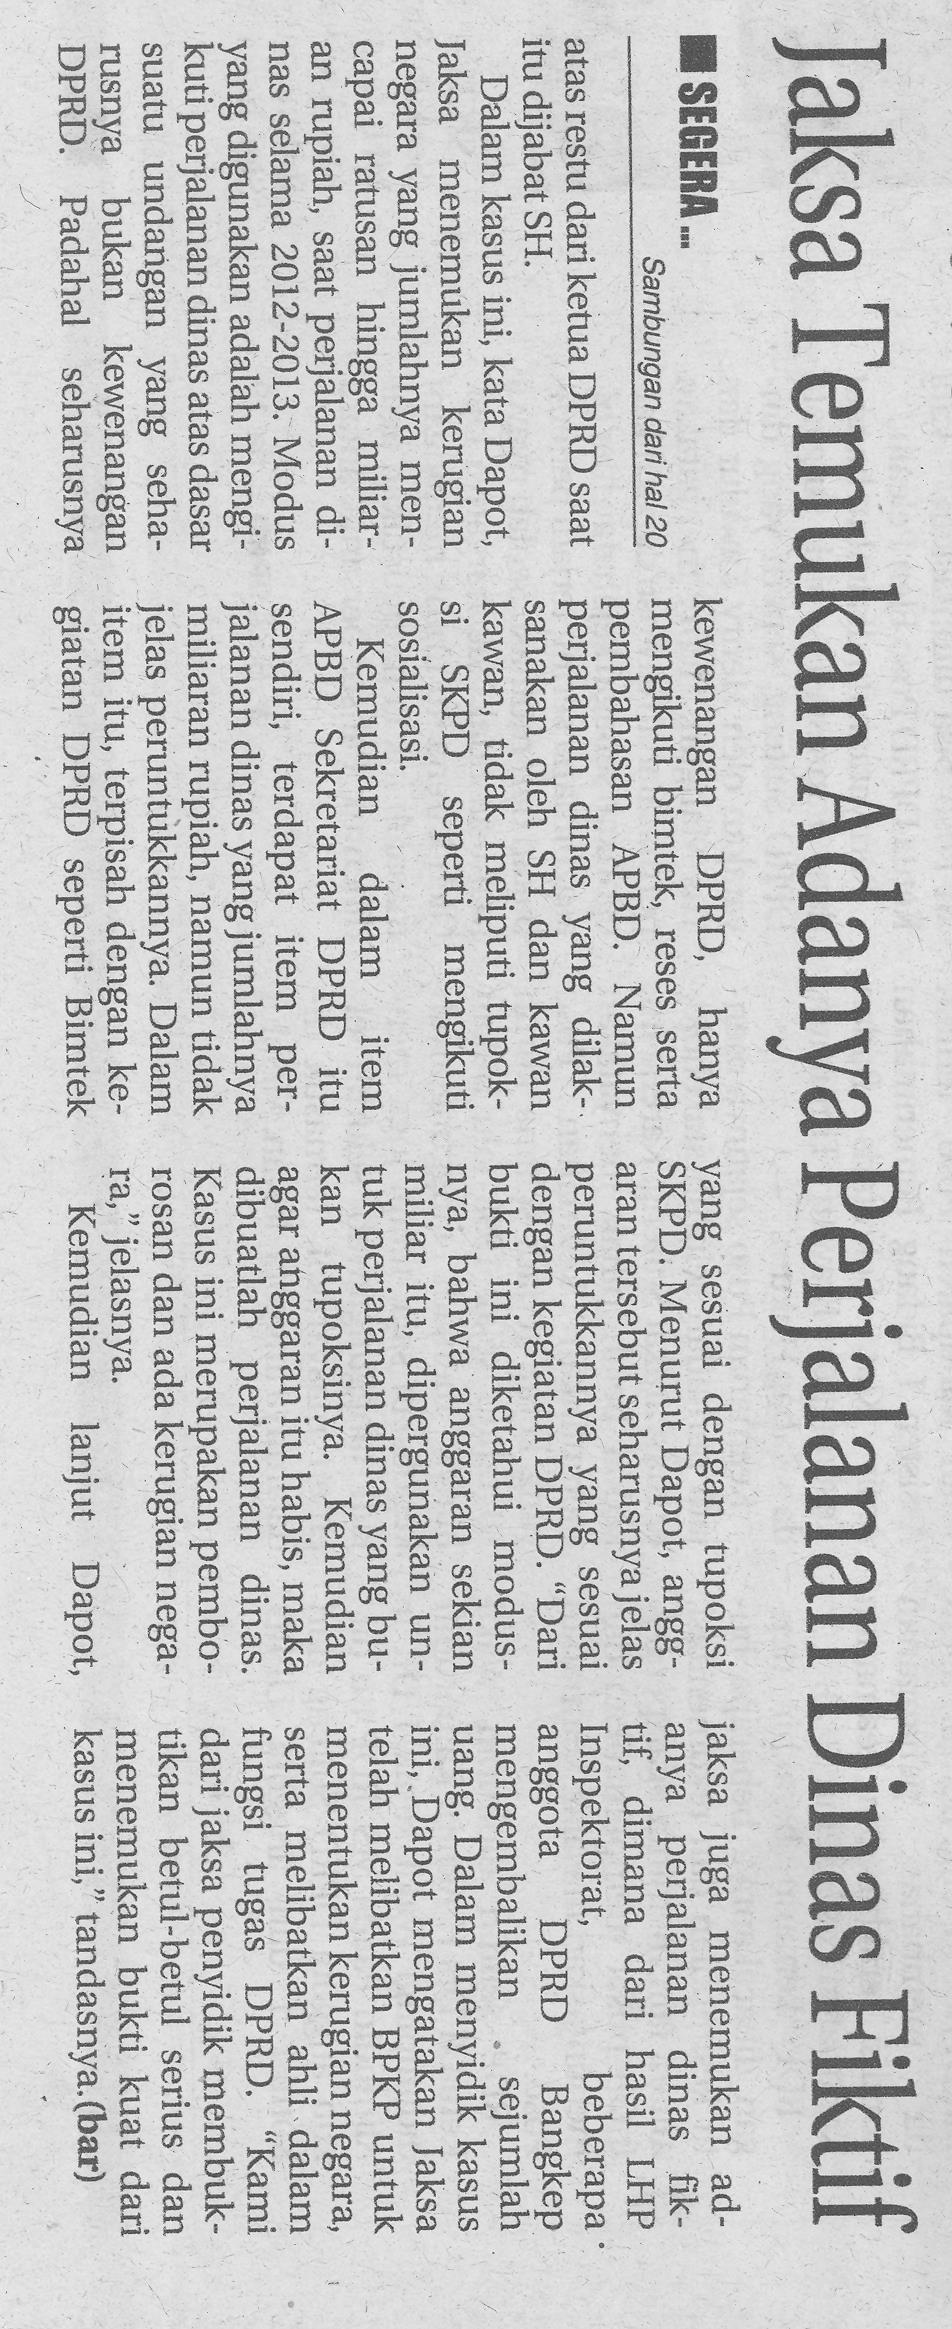 Jaksa Temukan Adanya Perjalanan Dinas Fiktif
■ SEGERA ...
Sambungan dari hal 20
atas restu dari ketua DPRD saat
itu dijabat SH.
Dalam kasus ini, kata Dapot,
Jaksa menemukan kerugian
negara yang jumlahnya men-
capai ratusan hingga miliar-
an rupiah, saat perjalanan di-
nas selama 2012-2013. Modus
yang digunakan adalah mengi-
kuti perjalanan dinas atas dasar
suatu undangan yang seha-
rusnya bukan kewenangan
DPRD. Padahal seharusnya
kewenangan DPRD, hanya
mengikuti bimtek, reses serta
pembahasan APBD. Namun
perjalanan dinas yang dilak-
sanakan oleh SH dan kawan
kawan, tidak meliputi tupok-
si SKPD seperti mengikuti
sosialisasi.
Kemudian dalam item
APBD Sekretariat DPRD itu
sendiri, terdapat item per-
jalanan dinas yang jumlahnya
miliaran rupiah, namun tidak
jelas peruntukkannya. Dalam
item itu, terpisah dengan ke-
giatan DPRD seperti Bimtek
yang sesuai dengan tupoksi
SKPD. Menurut Dapot, angg-
aran tersebut seharusnya jelas
peruntukkannya yang sesuai
dengan kegiatan DPRD. “Dari
bukti ini diketahui modus-
nya, bahwa anggaran sekian
miliar itu, dipergunakan un-
tuk perjalanan dinas yang bu-
kan tupoksinya. Kemudian
agar anggaran itu habis, maka
dibuatlah perjalanan dinas.
Kasus ini merupakan pembo-
rosan dan ada kerugian nega-
ra,” jelasnya.
Kemudian lanjut Dapot,
jaksa juga menemukan ad-
anya perjalanan dinas fik-
tif, dimana dari hasil LHP
Inspektorat, beberapa
anggota DPRD Bangkep
mengembalikan sejumlah
uang. Dalam menyidik kasus
ini, Dapot mengatakan Jaksa
telah melibatkan BPKP untuk
menentukan kerugian negara,
serta melibatkan ahli dalam
fungsi tugas DPRD. “Kami
dari jaksa penyidik membuk-
tikan betul-betul serius dan
menemukan bukti kuat dari
kasus ini,” tandasnya.(bar)